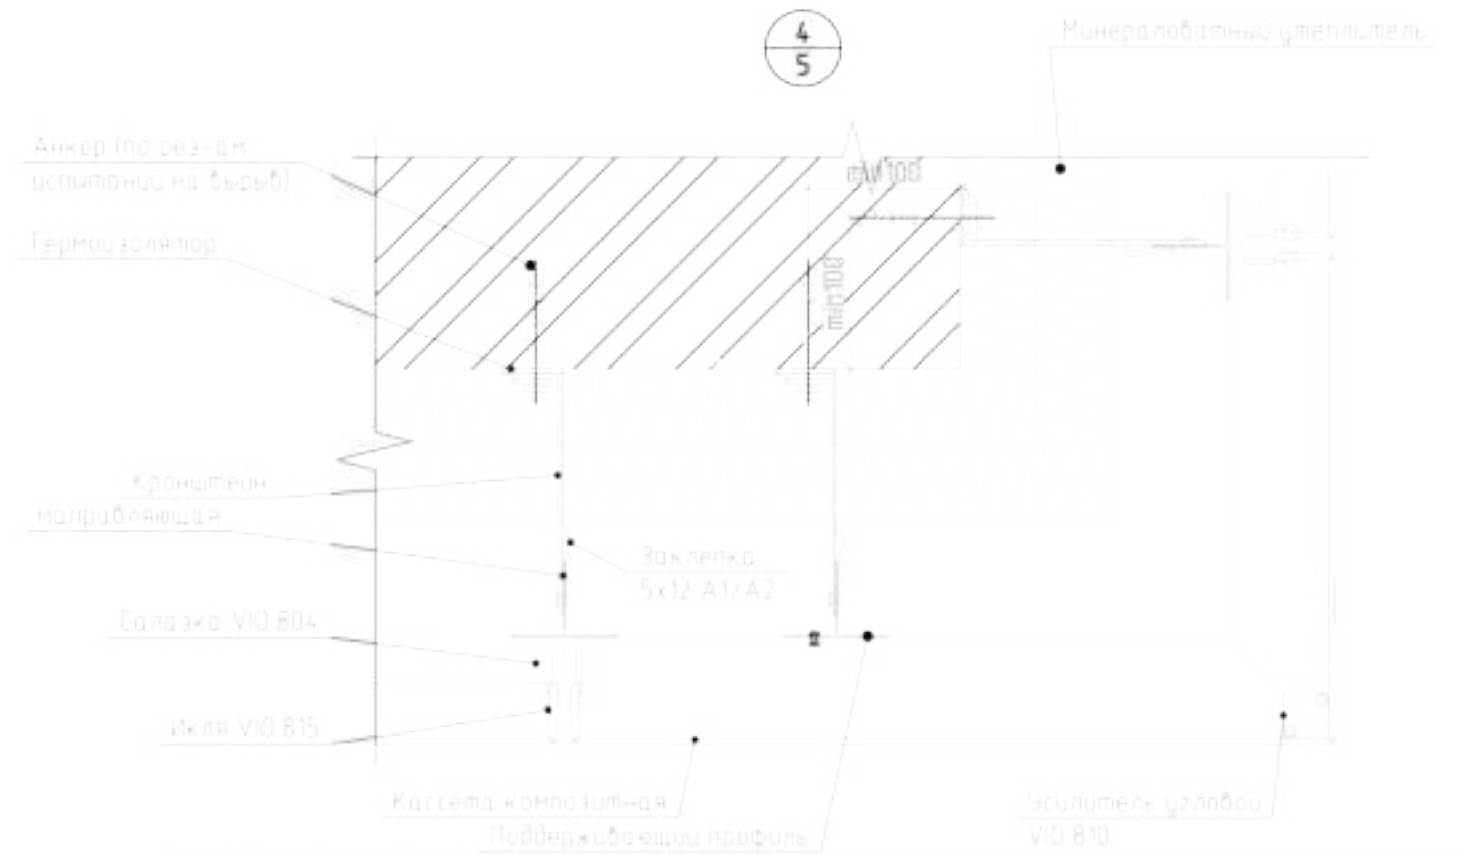 4
5
Минераловатный утеплитель
Анкер (по рез-ам
испытаний на вырыв)
min100
Термоизолятор
min100
Кронштейн
Направляющая
Заклепка
5х12 А1/А2
Салазка VIO 804
Икля VIO 815
Кассета композитная
Поддерживающий профиль
Усилитель угловой
VIO 810